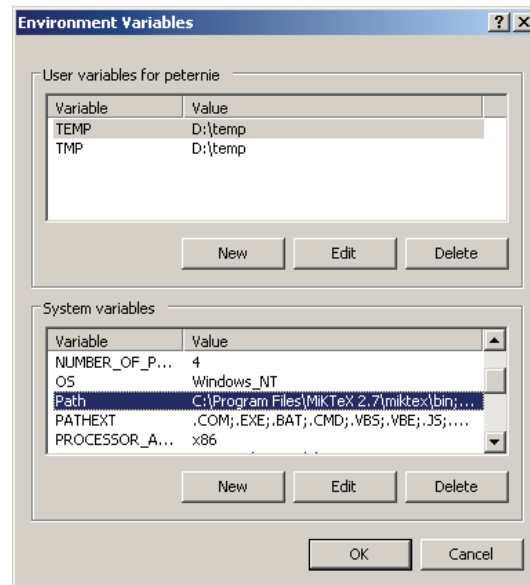 Environment Variables
User variables for peternie
Variable Value
TEMP D:\temp
TMP D:\temp
New Edit Delete
System variables
Variable Value
NUMBER_OF_P... 4
OS Windows_NT
Path C:\Program Files\MiKTeX 2.7\miktex\bin;...
PATHEXT .COM;.EXE;.BAT;.CMD;.VBS;.VBE;.JS;....
PROCESSOR_A... x86
New Edit Delete
OK Cancel